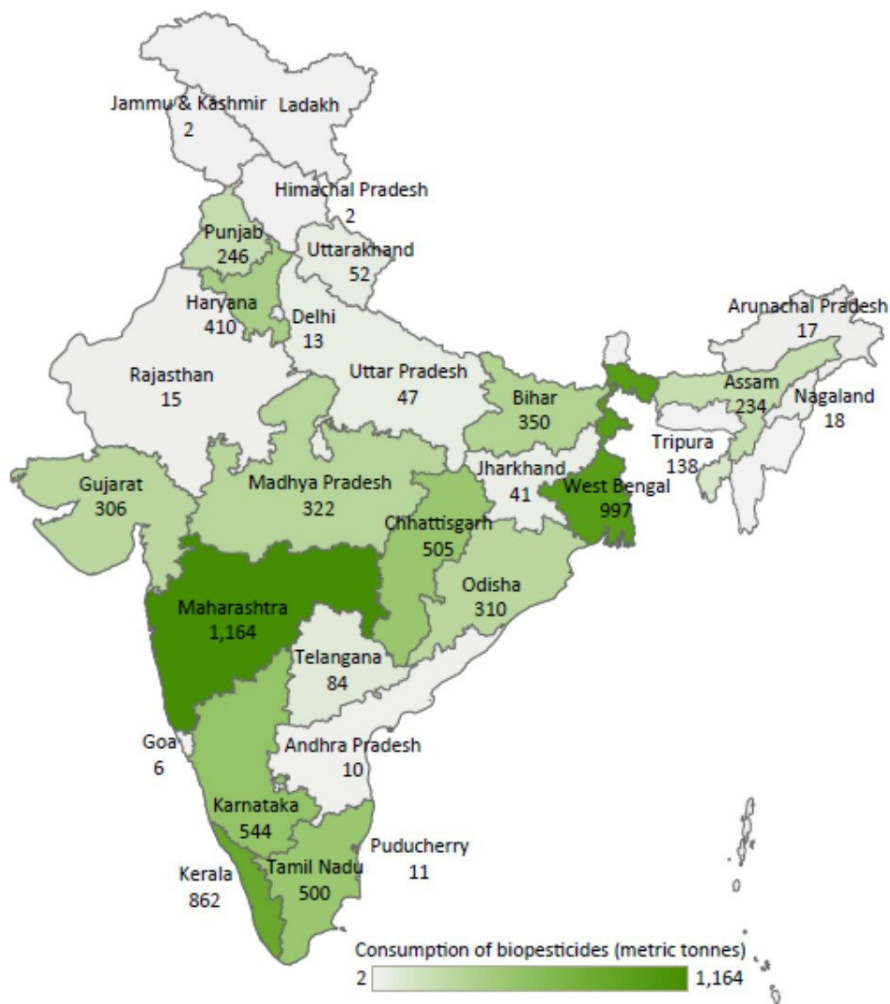 Jammu & Kashmir
2
Ladakh
Himachal Pradesh
2
Punjab
246
Uttarakhand
52
Haryana
410
Delhi
13
Arunachal Pradesh
17
Rajasthan
15
Uttar Pradesh
47
Bihar
350
Assam
234
Nagaland
18
Tripura
138
Gujarat
306
Madhya Pradesh
322
Jharkhand
41
West Bengal
997
Chhattisgarh
505
Odisha
310
Maharashtra
1,164
Telangana
84
Goa
6
Andhra Pradesh
10
Karnataka
544
Kerala
862
Tamil Nadu
500
Puducherry
11
Consumption of biopesticides (metric tonnes)
2 1,164